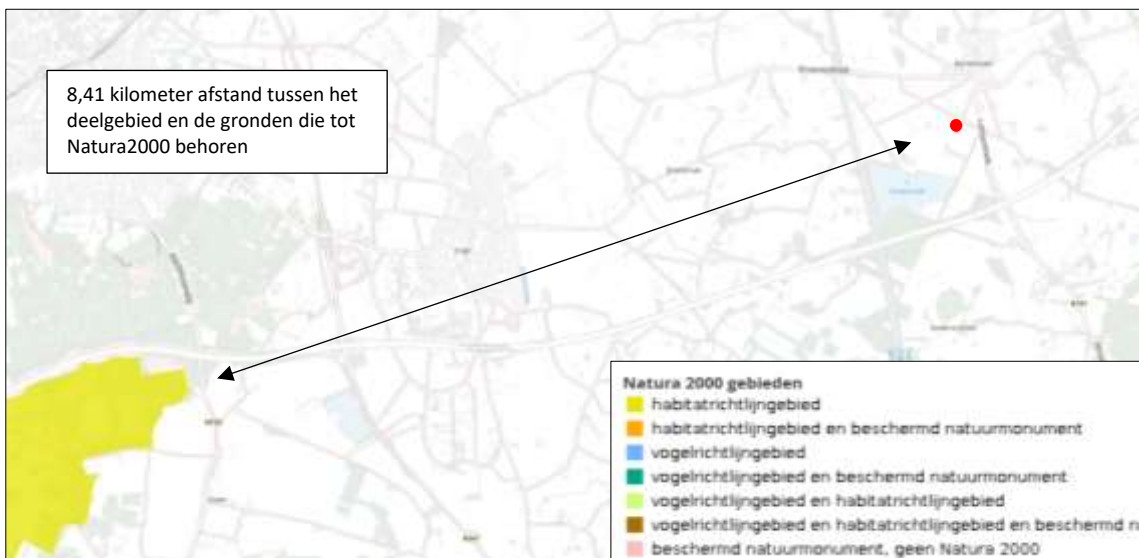 8,41 kilometer afstand tussen het
deelgebied en de gronden die tot
Natura2000 behoren
Natura 2000 gebieden
habitatrichtlijngebied
habitatrichtlijngebied en beschermd natuurmonument
vogelrichtlijngebied
vogelrichtlijngebied en beschermd natuurmonument
vogelrichtlijngebied en habitatrichtlijngebied
vogelrichtlijngebied en habitatrichtlijngebied en beschermd n
beschermd natuurmonument, geen Natura 2000